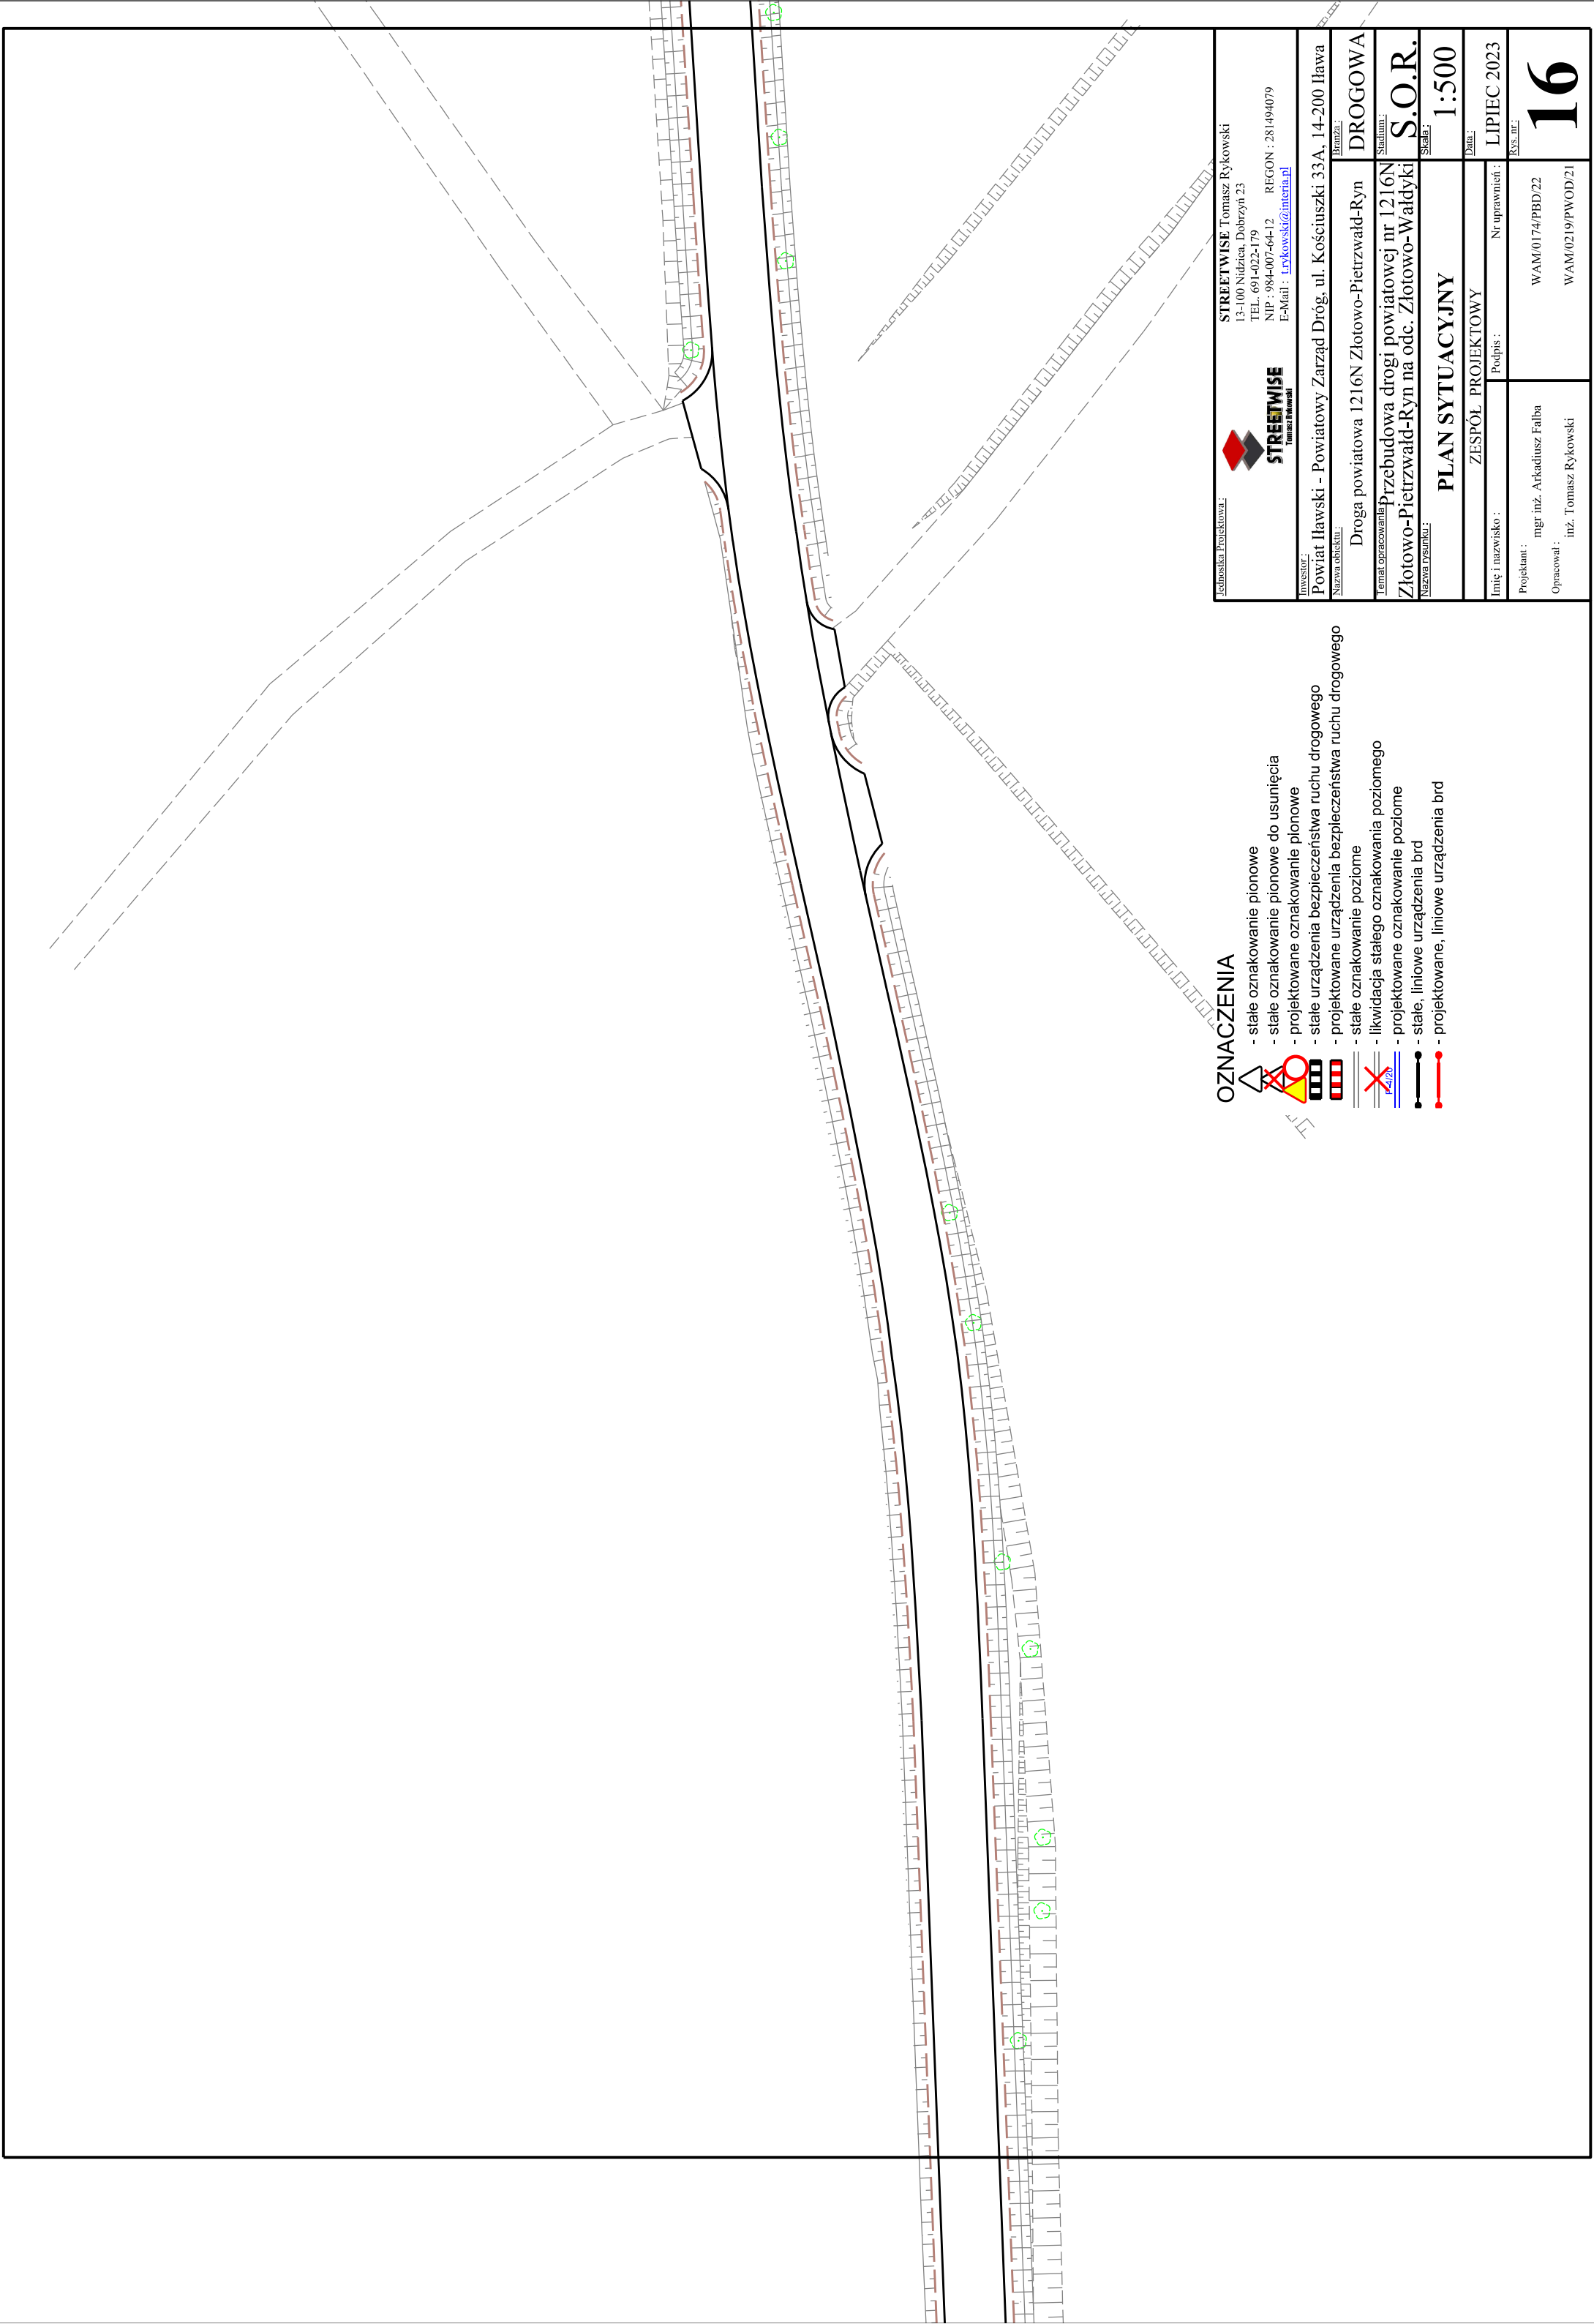 Jednostka Projektowa :
STREETWISE
Tomasz Rykowski
STREETWISE Tomasz Rykowski
13-100 Nidzica, Dobrzyń 23
TEL. 691-022-179
NIP : 984-007-64-12 REGON : 281494079
E-Mail : t.rykowski@interia.pl
Inwestor :
Powiat Iławski - Powiatowy Zarząd Dróg, ul. Kościuszki 33A, 14-200 Iława
Nazwa obiektu :
Droga powiatowa 1216N Złotowo-Pietrzwałd-Ryn
Branża :
DROGOWA
Temat opracowania :
Przebudowa drogi powiatowej nr 1216N
Złotowo-Pietrzwałd-Ryn na odc. Złotowo-Wałdyki
Stadium :
S.O.R.
Nazwa rysunku :
PLAN SYTUACYJNY
Skala :
1:500
ZESPÓŁ PROJEKTOWY
Data :
LIPIEC 2023
Imię i nazwisko :
Podpis :
Nr uprawnień :
Rys. nr :
16
Projektant :
mgr inż. Arkadiusz Falba
WAM/0174/PBD/22
Opracował :
inż. Tomasz Rykowski
WAM/0219/PWOD/21
OZNACZENIA
- stałe oznakowanie pionowe
- stałe oznakowanie pionowe do usunięcia
- projektowane oznakowanie pionowe
- stałe urządzenia bezpieczeństwa ruchu drogowego
- projektowane urządzenia bezpieczeństwa ruchu drogowego
- stałe oznakowanie poziome
- likwidacja stałego oznakowania poziomego
P-4/20
- projektowane oznakowanie poziome
- stałe, liniowe urządzenia brd
- projektowane, liniowe urządzenia brd